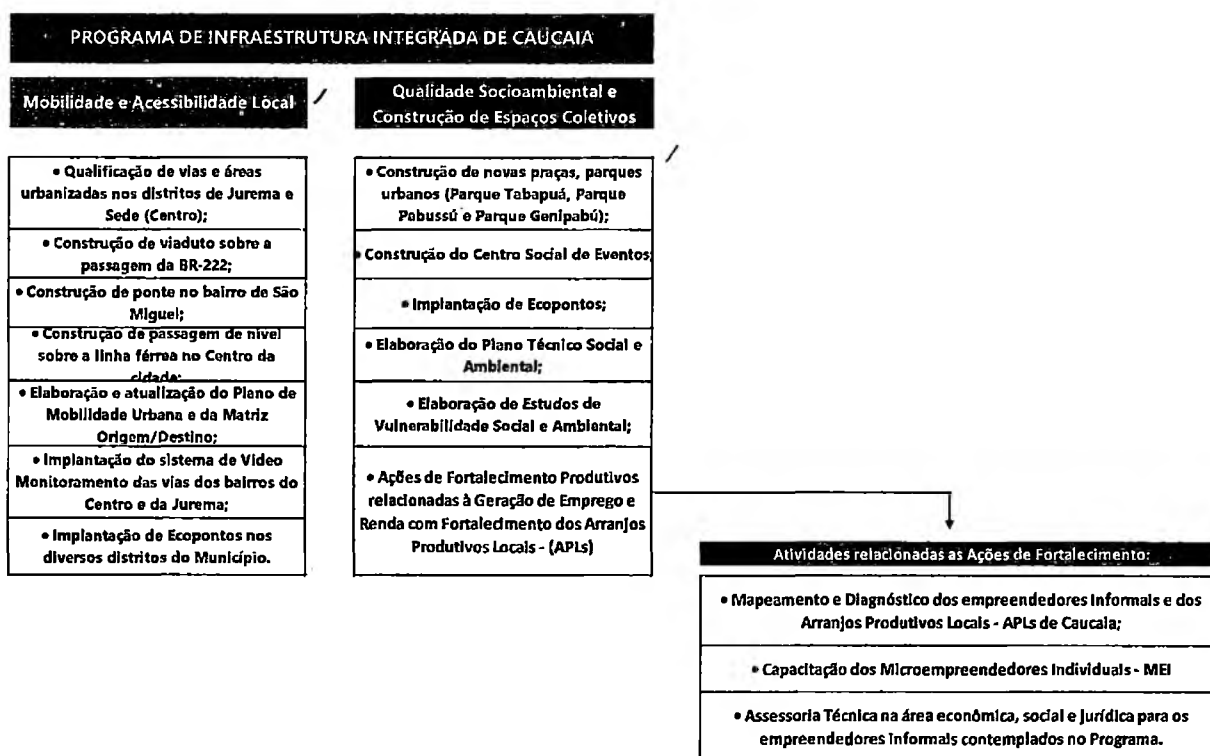 PROGRAMA DE INFRAESTRUTURA INTEGRADA DE CAUCAIA
Mobilidade e Acessibilidade Local
• Qualificação de vias e áreas
urbanizadas nos distritos de Jurema e
Sede (Centro);
• Construção de viaduto sobre a
passagem da BR-222;
• Construção de ponte no bairro de São
Miguel;
• Construção de passagem de nível
sobre a linha férrea no Centro da
cidade;
• Elaboração e atualização do Plano de
Mobilidade Urbana e da Matriz
Origem/Destino;
• Implantação do sistema de Video
Monitoramento das vias dos bairros do
Centro e da Jurema;
• Implantação de Ecopontos nos
diversos distritos do Município.
Qualidade Socioambiental e
Construção de Espaços Coletivos
• Construção de novas praças, parques
urbanos (Parque Tabapuá, Parque
Pabussú e Parque Genipabú);
• Construção do Centro Social de Eventos;
• Implantação de Ecopontos;
• Elaboração do Plano Técnico Social e
Ambiental;
• Elaboração de Estudos de
Vulnerabilidade Social e Ambiental;
• Ações de Fortalecimento Produtivos
relacionadas à Geração de Emprego e
Renda com Fortalecimento dos Arranjos
Produtivos Locais - (APLs)
Atividades relacionadas as Ações de Fortalecimento:
• Mapeamento e Diagnóstico dos empreendedores Informais e dos
Arranjos Produtivos Locais - APLs de Caucaia;
• Capacitação dos Microempreendedores Individuais - MEI
• Assessoria Técnica na área econômica, social e Jurídica para os
empreendedores Informais contemplados no Programa.